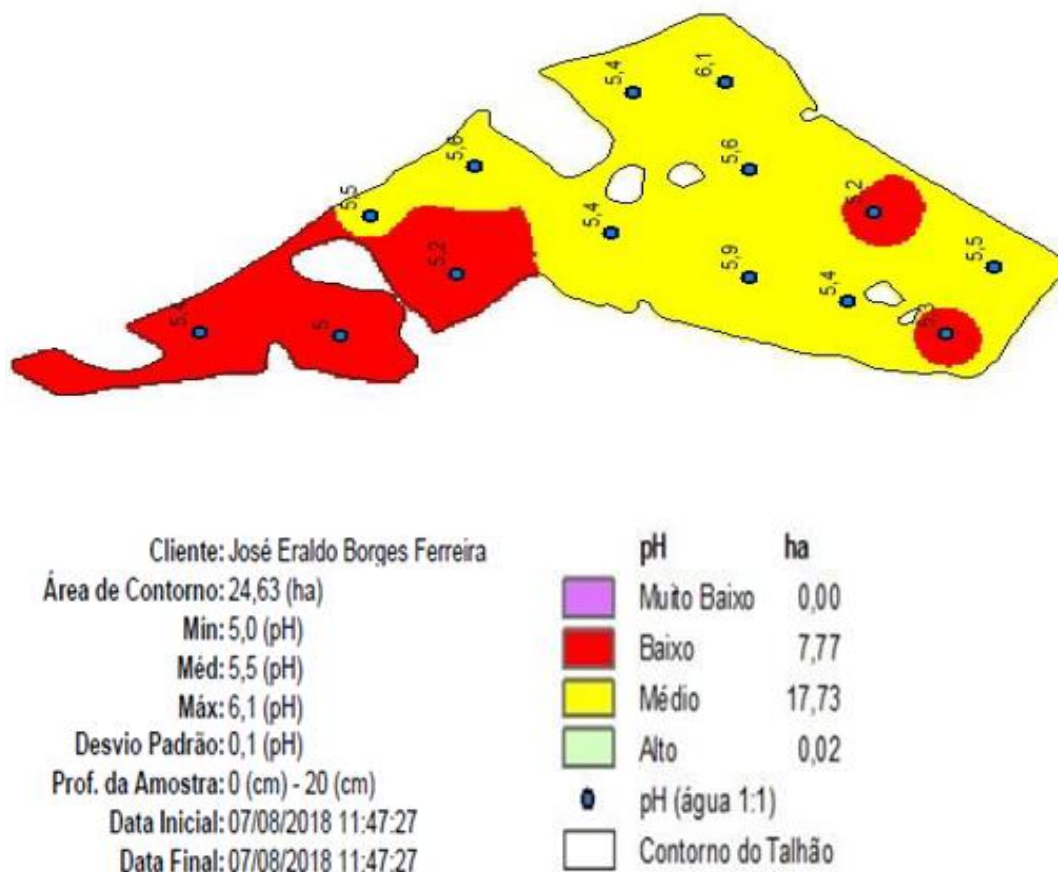 6,1
5,4
5,6
5,6
5,5
5,2
5,4
5,2
5,9
5,5
5,4
5
Cliente: José Eraldo Borges Ferreira
Área de Contorno: 24,63 (ha)
Min: 5,0 (pH)
Méd: 5,5 (pH)
Máx: 6,1 (pH)
Desvio Padrão: 0,1 (pH)
Prof. da Amostra: 0 (cm) - 20 (cm)
Data Inicial: 07/08/2018 11:47:27
Data Final: 07/08/2018 11:47:27
pH ha
Muito Baixo 0,00
Baixo 7,77
Médio 17,73
Alto 0,02
pH (água 1:1)
Contorno do Talhão